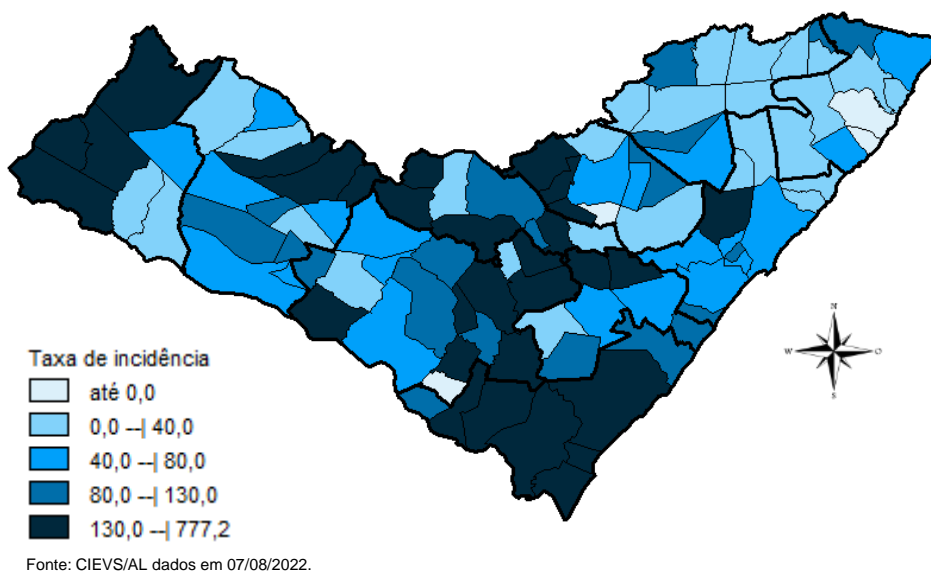 N
W
O
S
Taxa de incidência
até 0,0
0,0 --| 40,0
40,0 --| 80,0
80,0 --| 130,0
130,0 --| 777,2
Fonte: CIEVS/AL dados em 07/08/2022.